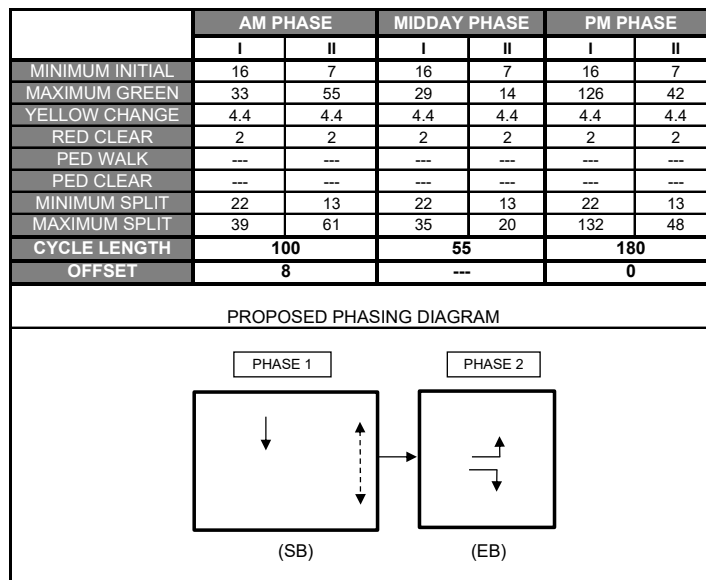 AM PHASE MIDDAY PHASE PM PHASE
I II I II I II
MINIMUM INITIAL 16 7 16 7 16 7
MAXIMUM GREEN 33 55 29 14 126 42
YELLOW CHANGE 4.4 4.4 4.4 4.4 4.4 4.4
RED CLEAR 2 2 2 2 2 2
PED WALK --- --- --- --- --- ---
PED CLEAR --- --- --- --- --- ---
MINIMUM SPLIT 22 13 22 13 22 13
MAXIMUM SPLIT 39 61 35 20 132 48
CYCLE LENGTH 100 55 180
OFFSET 8 --- 0
PROPOSED PHASING DIAGRAM
PHASE 1 PHASE 2
(SB) (EB)